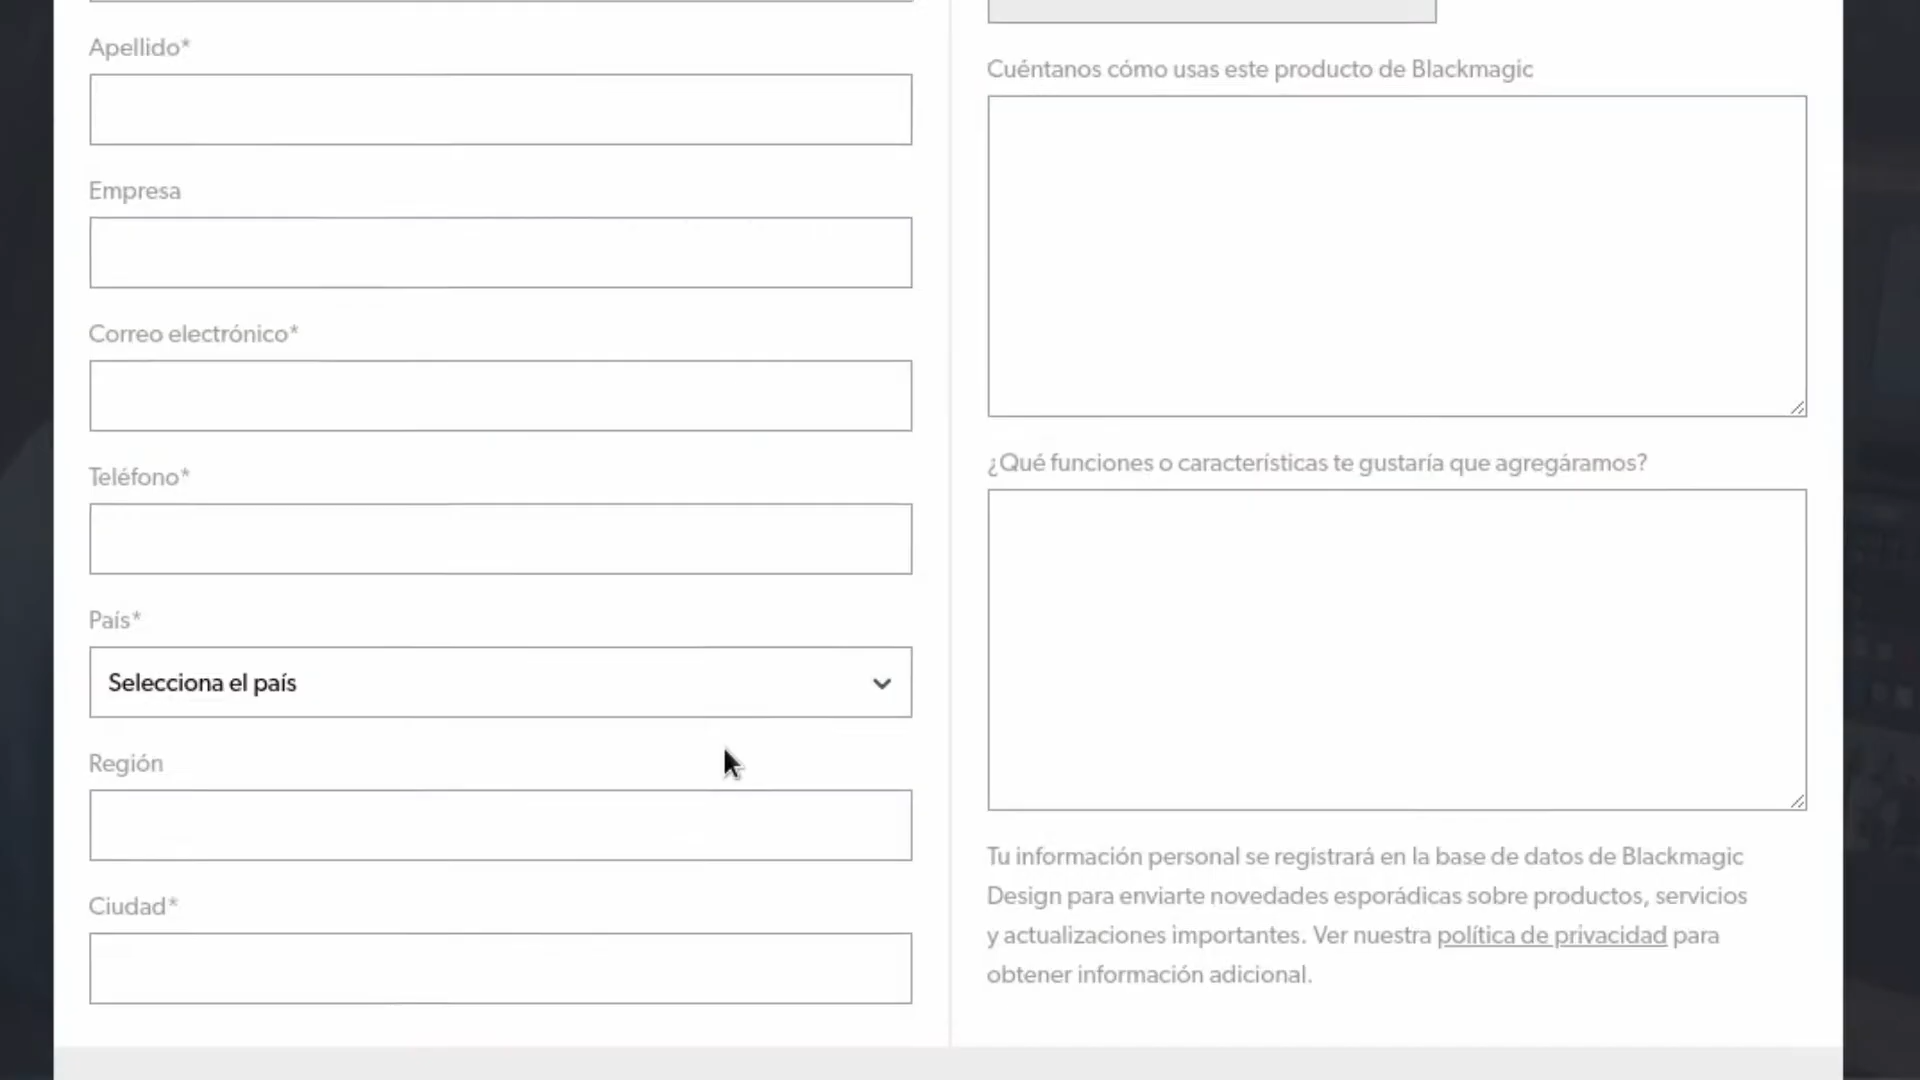 Apellido*
Empresa
Correo electrónico*
Teléfono*
País*
Selecciona el país
Región
Ciudad*
Cuéntanos cómo usas este producto de Blackmagic
¿Qué funciones o características te gustaría que agregáramos?
Tu información personal se registrará en la base de datos de Blackmagic
Design para enviarte novedades esporádicas sobre productos, servicios
y actualizaciones importantes. Ver nuestra política de privacidad para
obtener información adicional.